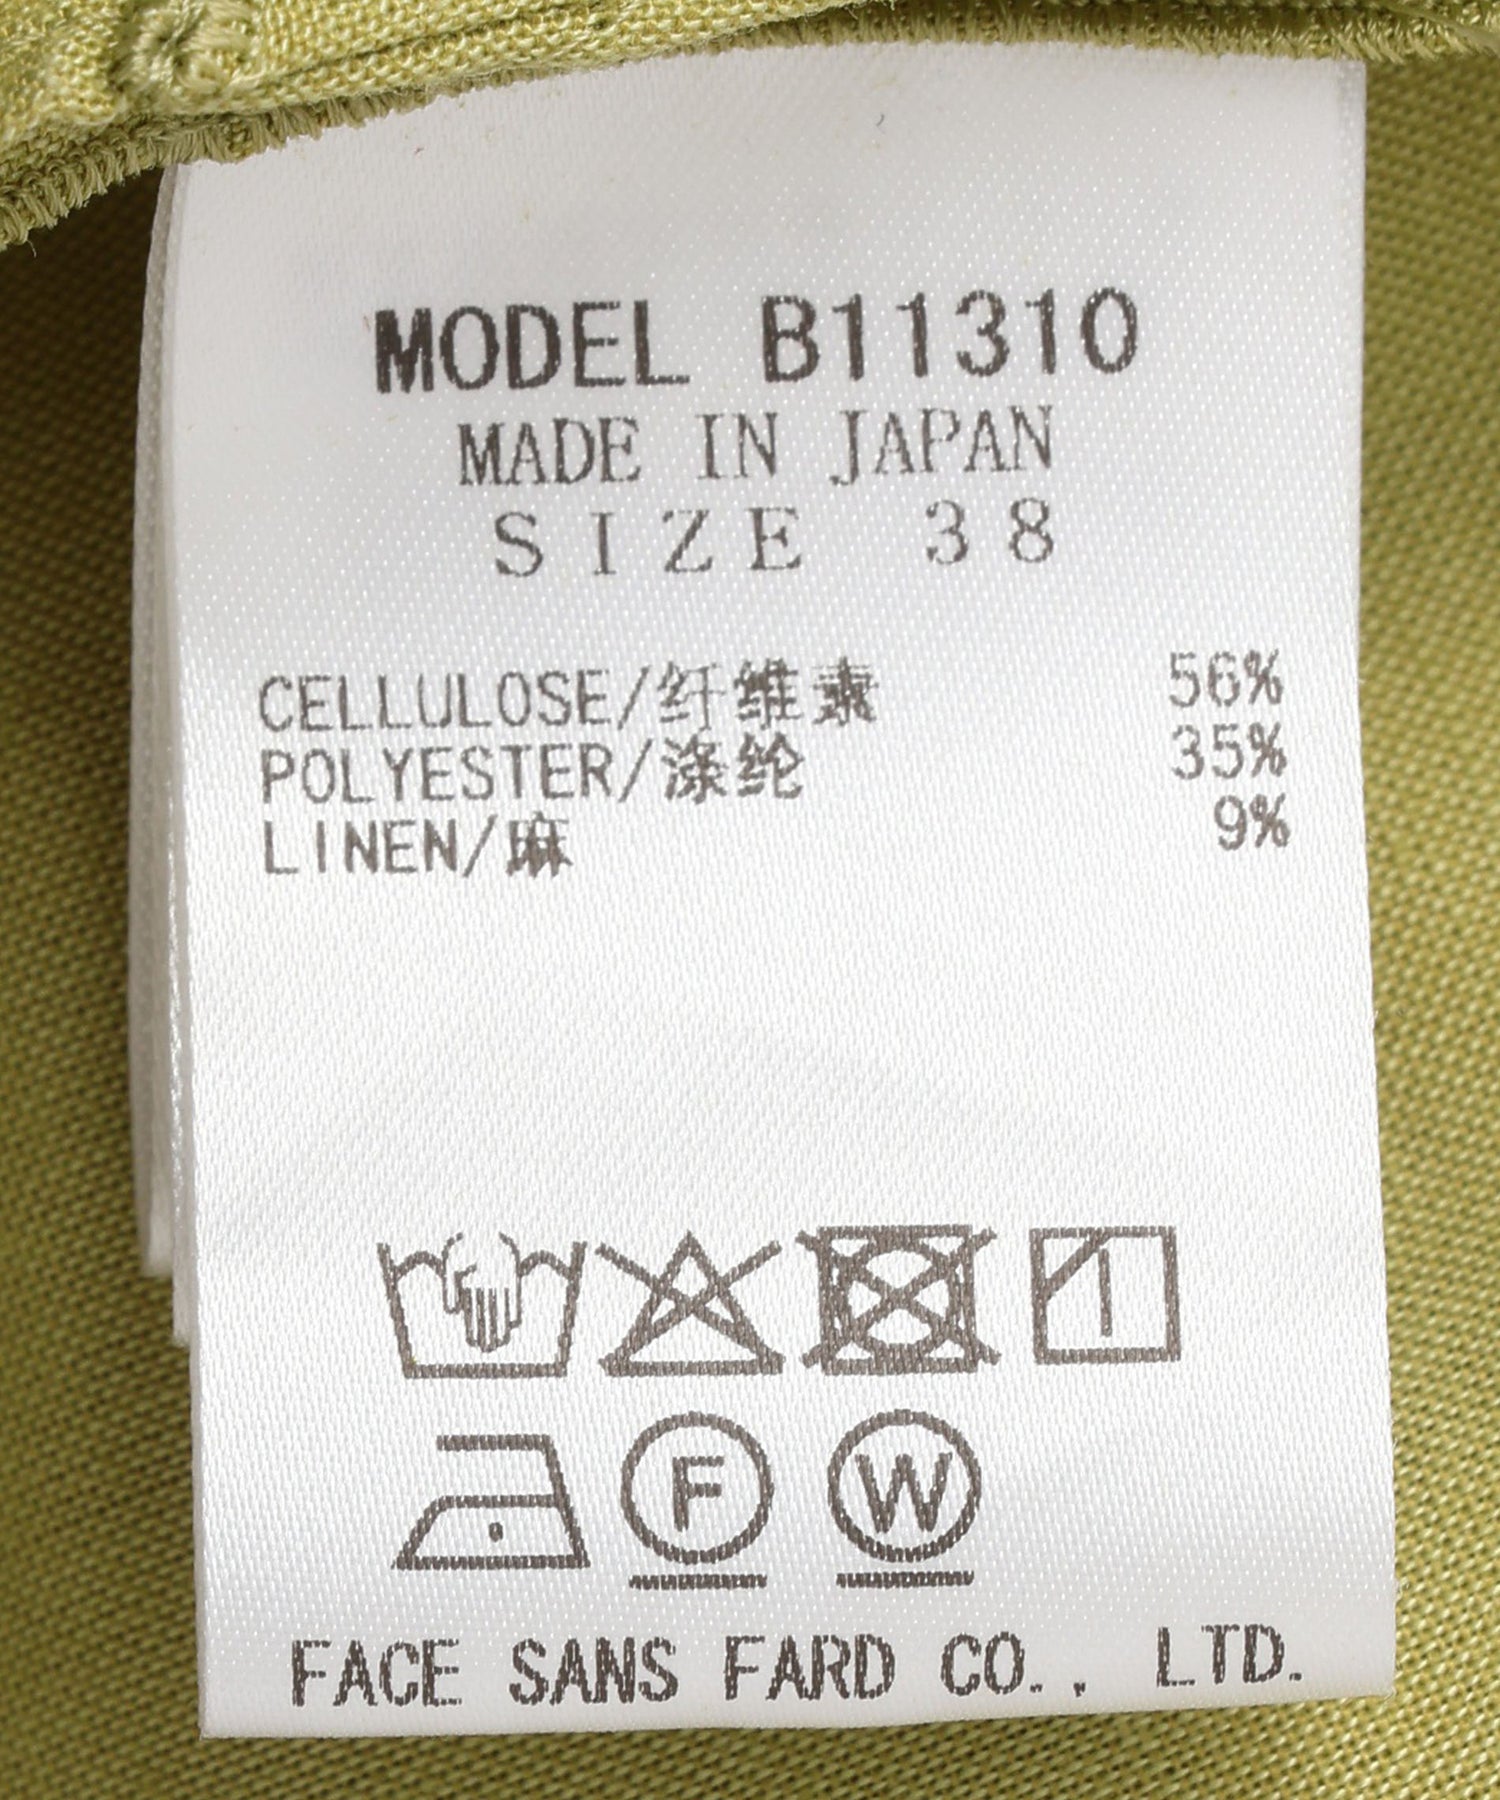 MODEL B11310
MADE IN JAPAN
SIZE 38
CELLULOSE/纤维素 56%
POLYESTER/涤纶 35%
LINEN/麻 9%
F W
FACE SANS FARD CO., LTD.